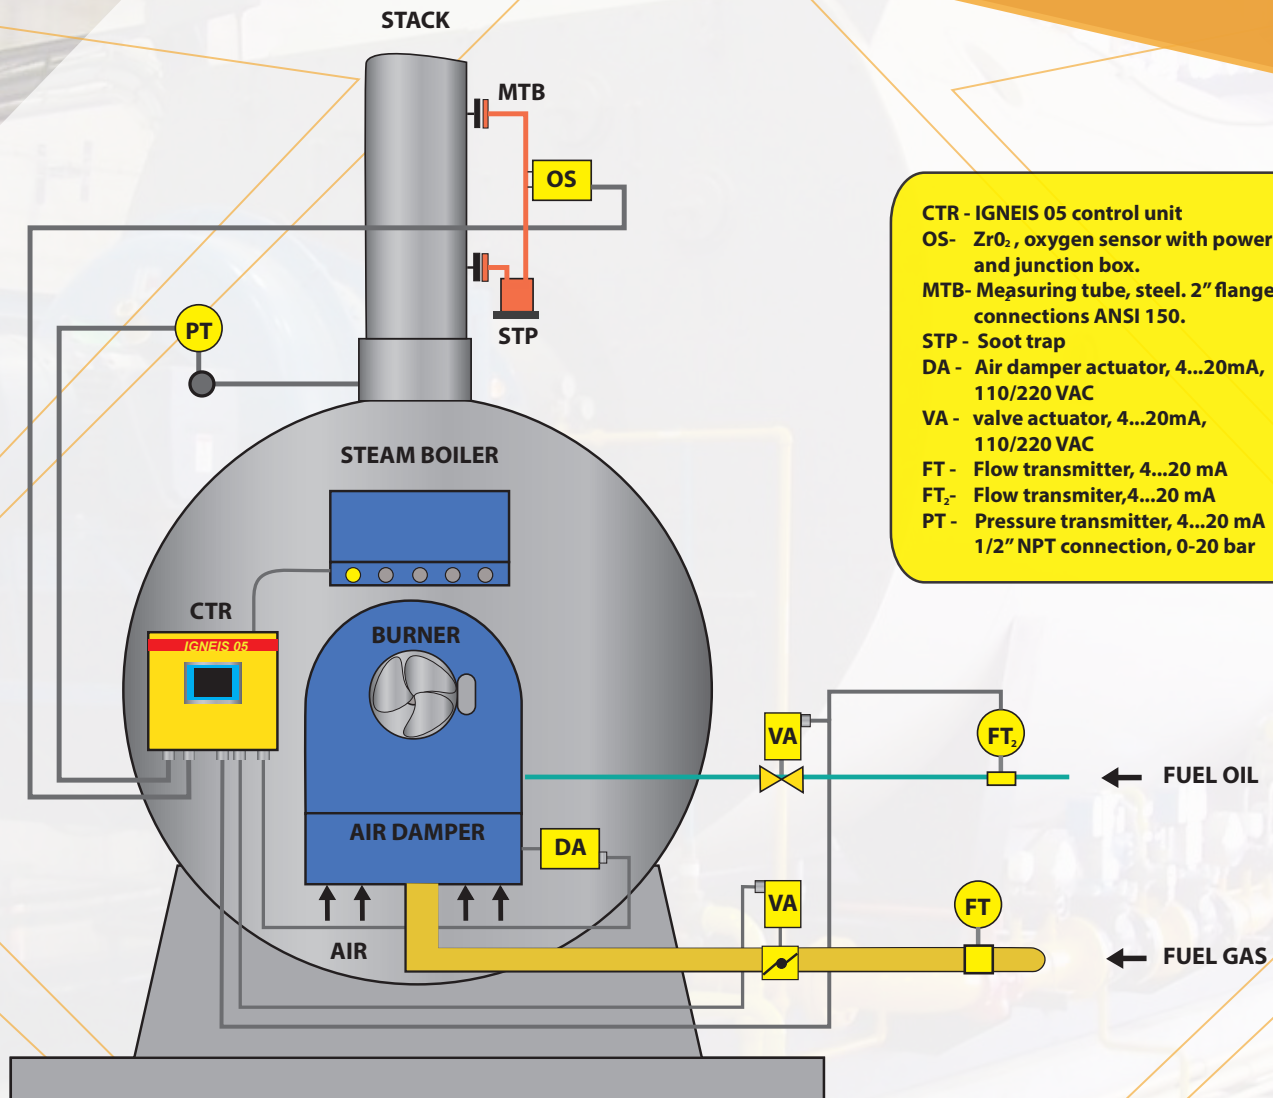 STACK
MTB
OS
PT
STP
CTR - IGNEIS 05 control unit
OS- Zr0₂ , oxygen sensor with power
and junction box.
MTB- Measuring tube, steel. 2” flange
connections ANSI 150.
STP - Soot trap
DA - Air damper actuator, 4...20mA,
110/220 VAC
VA - valve actuator, 4...20mA,
110/220 VAC
FT - Flow transmitter, 4...20 mA
FT₂- Flow transmiter,4...20 mA
PT - Pressure transmitter, 4...20 mA
1/2” NPT connection, 0-20 bar
STEAM BOILER
CTR
IGNEIS 05
BURNER
VA
FT₂
FUEL OIL
AIR DAMPER
DA
VA
FT
AIR
FUEL GAS